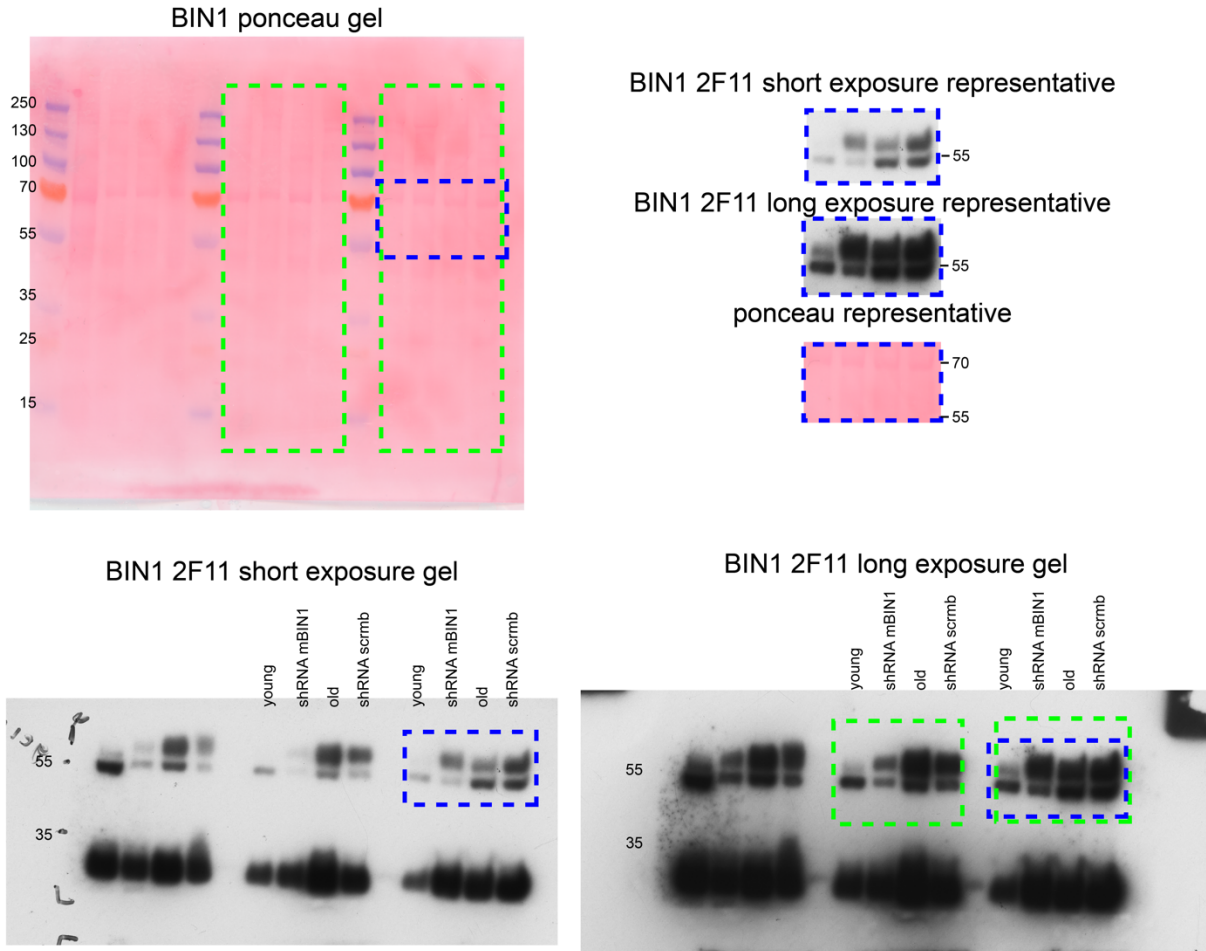 BIN1 ponceau gel
250
130
100
70
55
35
25
15
BIN1 2F11 short exposure representative
55
BIN1 2F11 long exposure representative
55
ponceau representative
70
55
BIN1 2F11 short exposure gel
young
shRNA mBIN1
old
shRNA scrmb
young
shRNA mBIN1
old
shRNA scrmb
55
35
BIN1 2F11 long exposure gel
young
shRNA mBIN1
old
shRNA scrmb
young
shRNA mBIN1
old
shRNA scrmb
55
35